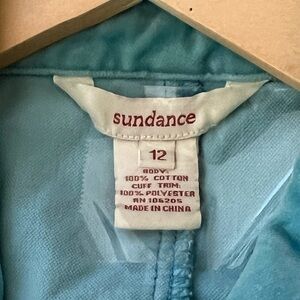 sundance
12
BODY:
100% COTTON
CUFF TRIM:
100% POLYESTER
RN 106205
MADE IN CHINA